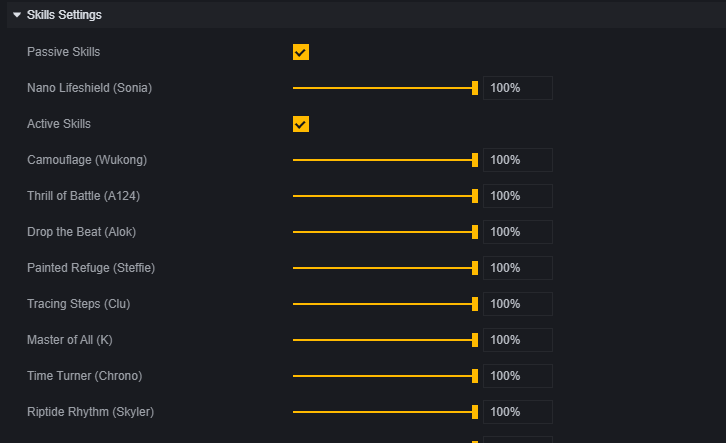 Skills Settings
Passive Skills
Nano Lifeshield (Sonia) 100%
Active Skills
Camouflage (Wukong) 100%
Thrill of Battle (A124) 100%
Drop the Beat (Alok) 100%
Painted Refuge (Steffie) 100%
Tracing Steps (Clu) 100%
Master of All (K) 100%
Time Turner (Chrono) 100%
Riptide Rhythm (Skyler) 100%